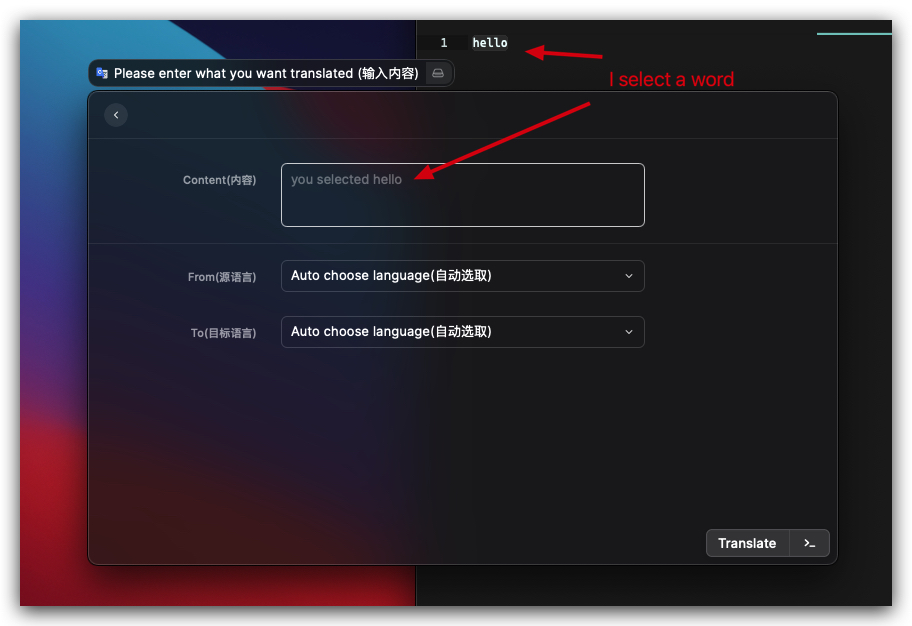 1 hello
Please enter what you want translated (输入内容)
I select a word
Content(内容)
you selected hello
From(源语言)
Auto choose language(自动选取)
To(目标语言)
Auto choose language(自动选取)
Translate